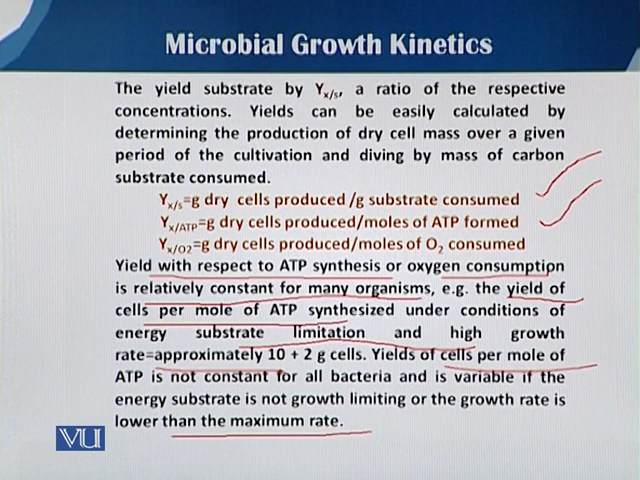 Microbial Growth Kinetics
The yield substrate by Yx/s, a ratio of the respective
concentrations. Yields can be easily calculated by
determining the production of dry cell mass over a given
period of the cultivation and diving by mass of carbon
substrate consumed.
Yx/s=g dry cells produced /g substrate consumed
Yx/ATP=g dry cells produced/moles of ATP formed
Yx/O2=g dry cells produced/moles of O2 consumed
Yield with respect to ATP synthesis or oxygen consumption
is relatively constant for many organisms, e.g. the yield of
cells per mole of ATP synthesized under conditions of
energy substrate limitation and high growth
rate=approximately 10 + 2 g cells. Yields of cells per mole of
ATP is not constant for all bacteria and is variable if the
energy substrate is not growth limiting or the growth rate is
lower than the maximum rate.
VU